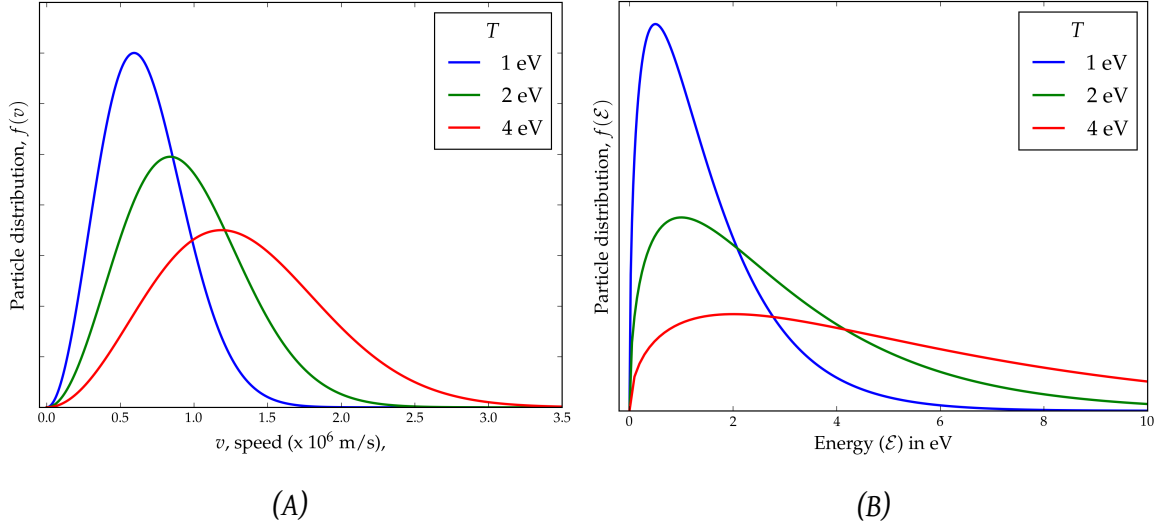 Particle distribution, f(v)
T
1 eV
2 eV
4 eV
0.0 0.5 1.0 1.5 2.0 2.5 3.0 3.5
v, speed (x 10⁶ m/s),
(A)
Particle distribution, f(ℰ)
T
1 eV
2 eV
4 eV
0 2 4 6 8 10
Energy (ℰ) in eV
(B)